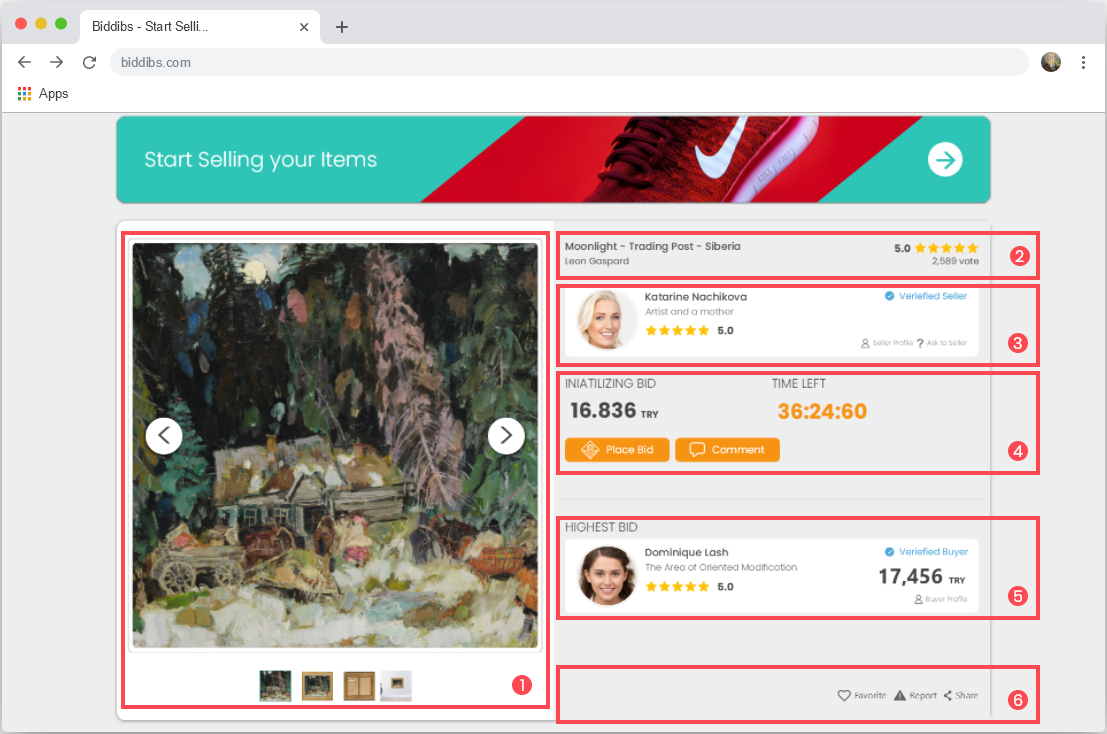 Biddibs - Start Selli...
biddibs.com
Apps
Start Selling your Items
Moonlight - Trading Post - Siberia
5.0
Leon Gaspard
2,589 vote
2
Katarine Nachikova
Veriefied Seller
Artist and a mother
5.0
Seller Profile ? Ask to Seller
3
INIATILIZING BID
TIME LEFT
16.836 TRY
36:24:60
Place Bid
Comment
4
HIGHEST BID
Dominique Lash
Veriefied Buyer
The Area of Oriented Modification
17,456 TRY
5.0
Buyer Profile
5
1
Favorite
Report
Share
6